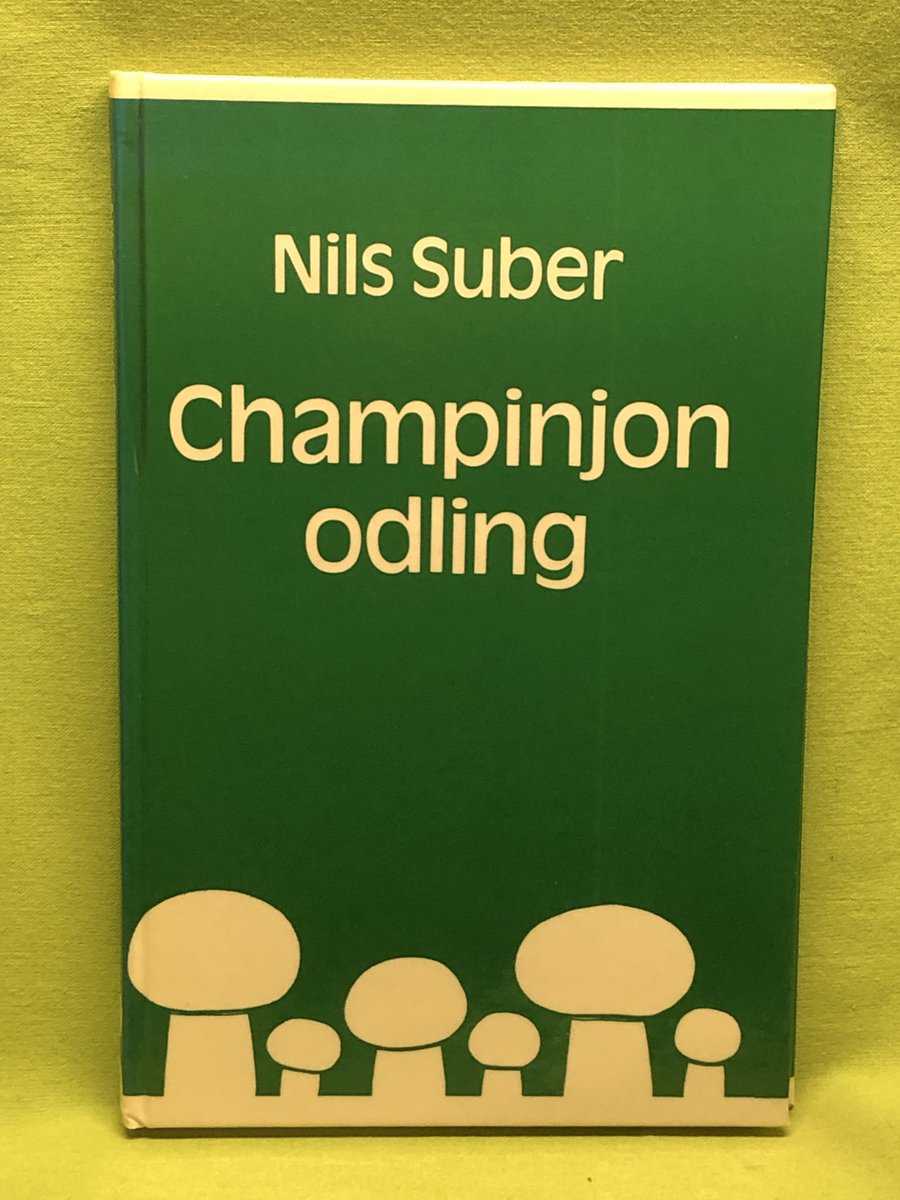 Nils Suber
Champinjon
odling